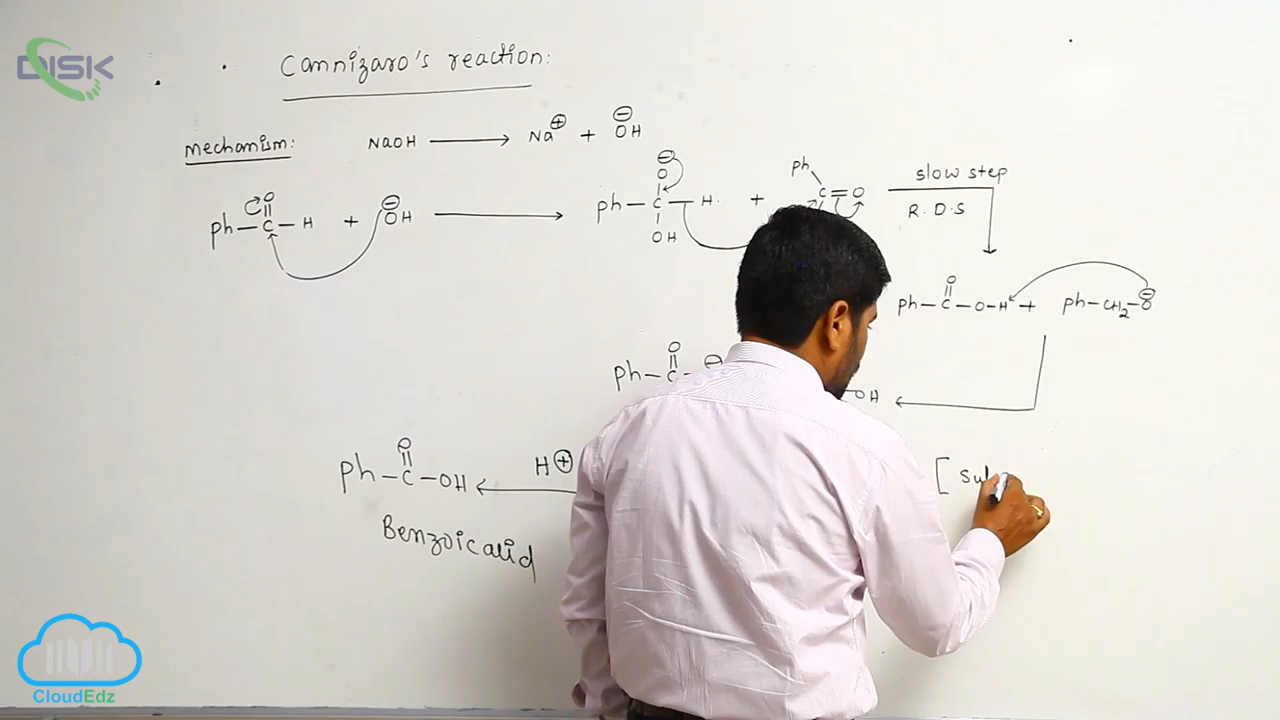 DISK
Cannizaro's reaction:
Mechanism: NaOH ⟶ Na⊕ + ⊖OH
Ph–C(=O)–H + ⊖OH ⟶ Ph–C(O⊖)(OH)–H + Ph C=O slow step
R.D.S
Ph–C(=O)–O–H + Ph–CH2–O⊖
Ph–C(=O) ⊖ OH ⟵
Ph–C(=O)–OH ⟵ H⊕ [
Benzoic acid
CloudEdz